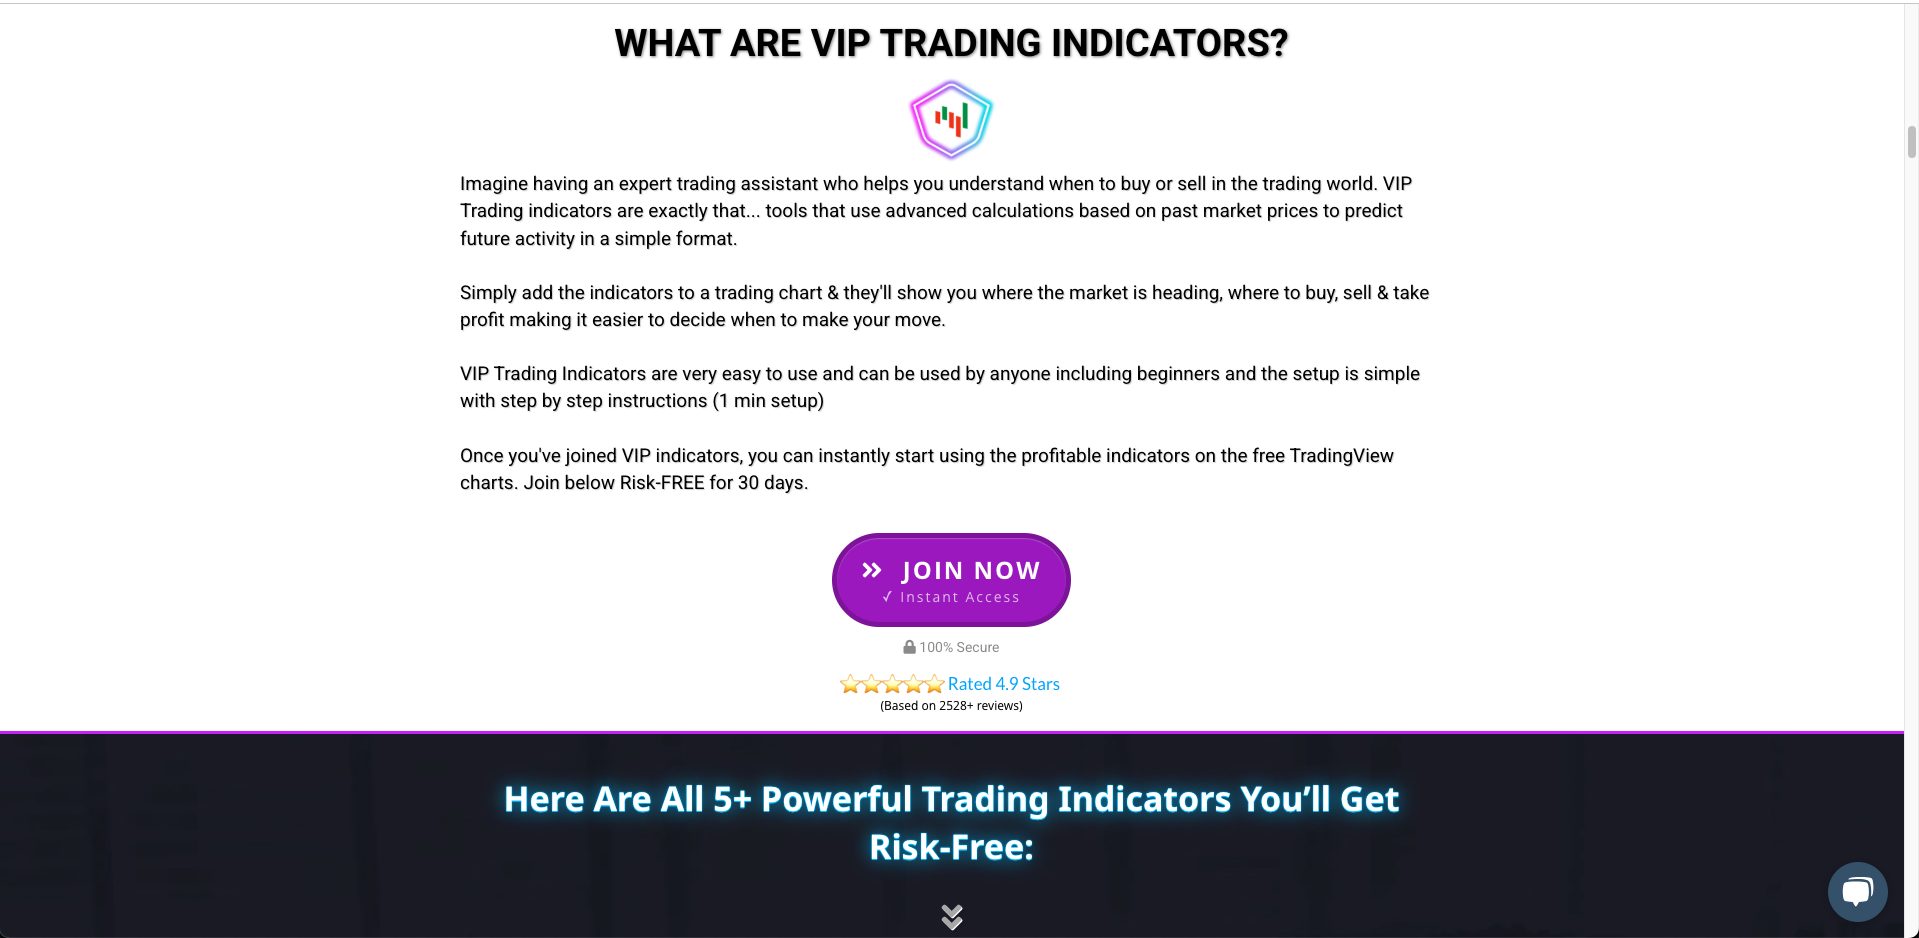 WHAT ARE VIP TRADING INDICATORS?
Imagine having an expert trading assistant who helps you understand when to buy or sell in the trading world. VIP
Trading indicators are exactly that... tools that use advanced calculations based on past market prices to predict
future activity in a simple format.
Simply add the indicators to a trading chart & they'll show you where the market is heading, where to buy, sell & take
profit making it easier to decide when to make your move.
VIP Trading Indicators are very easy to use and can be used by anyone including beginners and the setup is simple
with step by step instructions (1 min setup)
Once you've joined VIP indicators, you can instantly start using the profitable indicators on the free TradingView
charts. Join below Risk-FREE for 30 days.
JOIN NOW
✓ Instant Access
100% Secure
Rated 4.9 Stars
(Based on 2528+ reviews)
Here Are All 5+ Powerful Trading Indicators You’ll Get
Risk-Free: